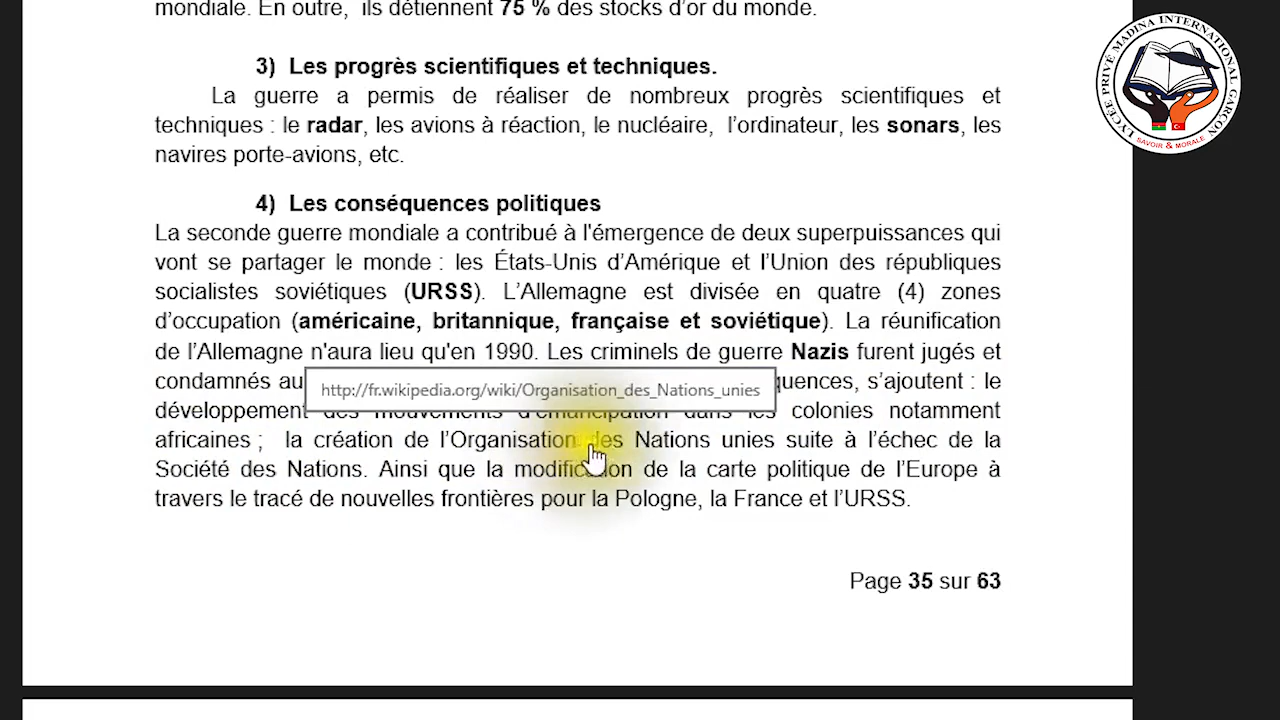 mondiale. En outre, ils détiennent 75 % des stocks d’or du monde.
3) Les progrès scientifiques et techniques.
La guerre a permis de réaliser de nombreux progrès scientifiques et
techniques : le radar, les avions à réaction, le nucléaire, l’ordinateur, les sonars, les
navires porte-avions, etc.
4) Les conséquences politiques
La seconde guerre mondiale a contribué à l'émergence de deux superpuissances qui
vont se partager le monde : les États-Unis d’Amérique et l’Union des républiques
socialistes soviétiques (URSS). L’Allemagne est divisée en quatre (4) zones
d’occupation (américaine, britannique, française et soviétique). La réunification
de l’Allemagne n'aura lieu qu'en 1990. Les criminels de guerre Nazis furent jugés et
condamnés au quences, s’ajoutent : le
http://fr.wikipedia.org/wiki/Organisation_des_Nations_unies
développement des mouvements d’émancipation dans les colonies notamment
africaines ; la création de l’Organisation des Nations unies suite à l’échec de la
Société des Nations. Ainsi que la modification de la carte politique de l’Europe à
travers le tracé de nouvelles frontières pour la Pologne, la France et l’URSS.
Page 35 sur 63
LYCÉE PRIVÉ MADINA INTERNATIONAL GARÇON
SAVOIR & MORALE